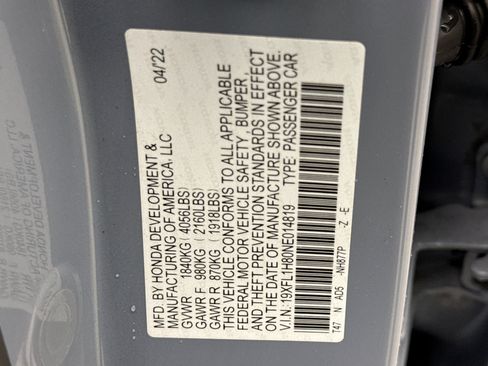 MFD. BY HONDA DEVELOPMENT &
MANUFACTURING OF AMERICA, LLC 04/'22
GVWR 1840KG (4056LBS)
GAWR F 980KG (2160LBS)
GAWR R 870KG (1918LBS)
THIS VEHICLE CONFORMS TO ALL APPLICABLE
FEDERAL MOTOR VEHICLE SAFETY, BUMPER,
AND THEFT PREVENTION STANDARDS IN EFFECT
ON THE DATE OF MANUFACTURE SHOWN ABOVE.
V.I.N: 19XFL1H80NE014819 TYPE: PASSENGER CAR
T47 N AD5 -NH877P -Z -E